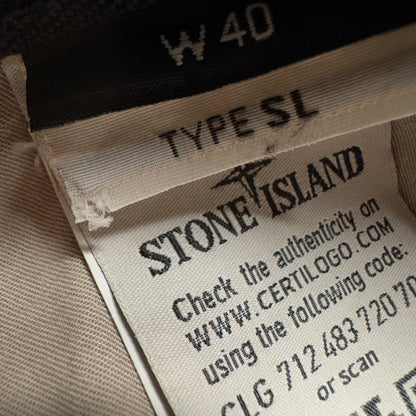 W 40
TYPE SL
STONE ISLAND
Check the authenticity on
WWW.CERTILOGO.COM
using the following code:
CLG 712 483 720 70
or scan